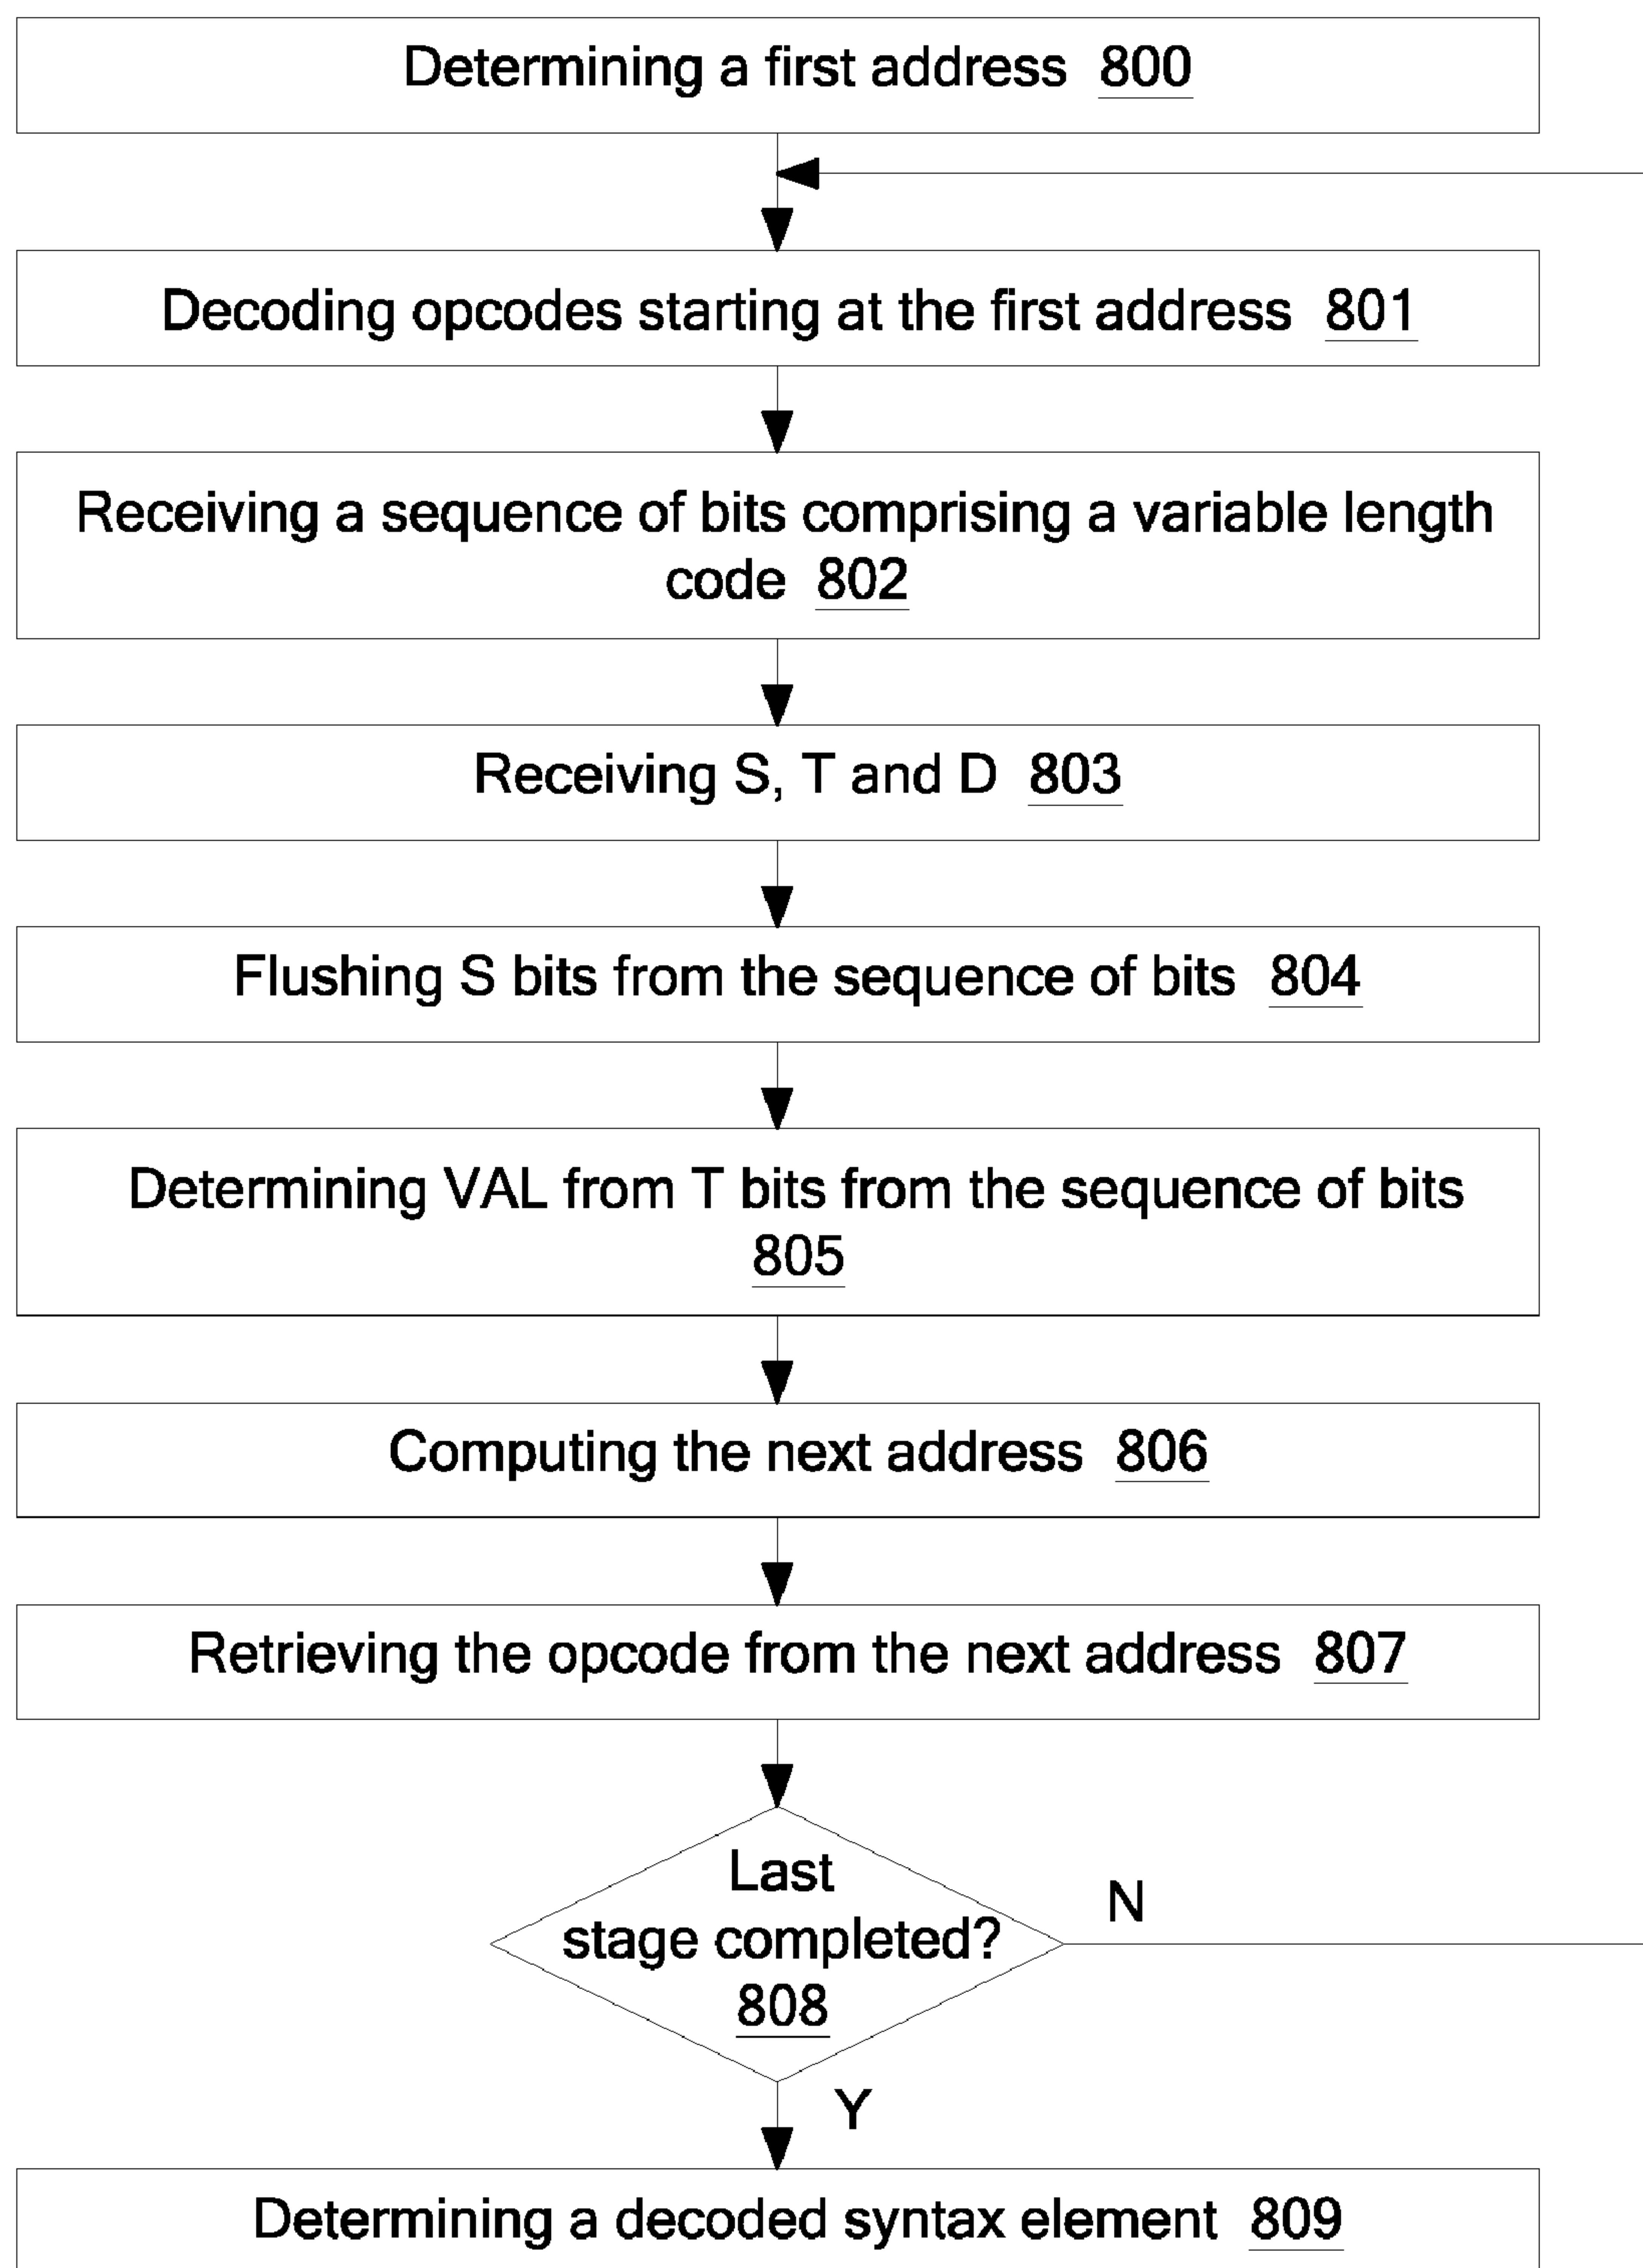 Determining a first address 800
Decoding opcodes starting at the first address 801
Receiving a sequence of bits comprising a variable length
code 802
Receiving S, T and D 803
Flushing S bits from the sequence of bits 804
Determining VAL from T bits from the sequence of bits
805
Computing the next address 806
Retrieving the opcode from the next address 807
Last
stage completed?
808
N
Y
Determining a decoded syntax element 809